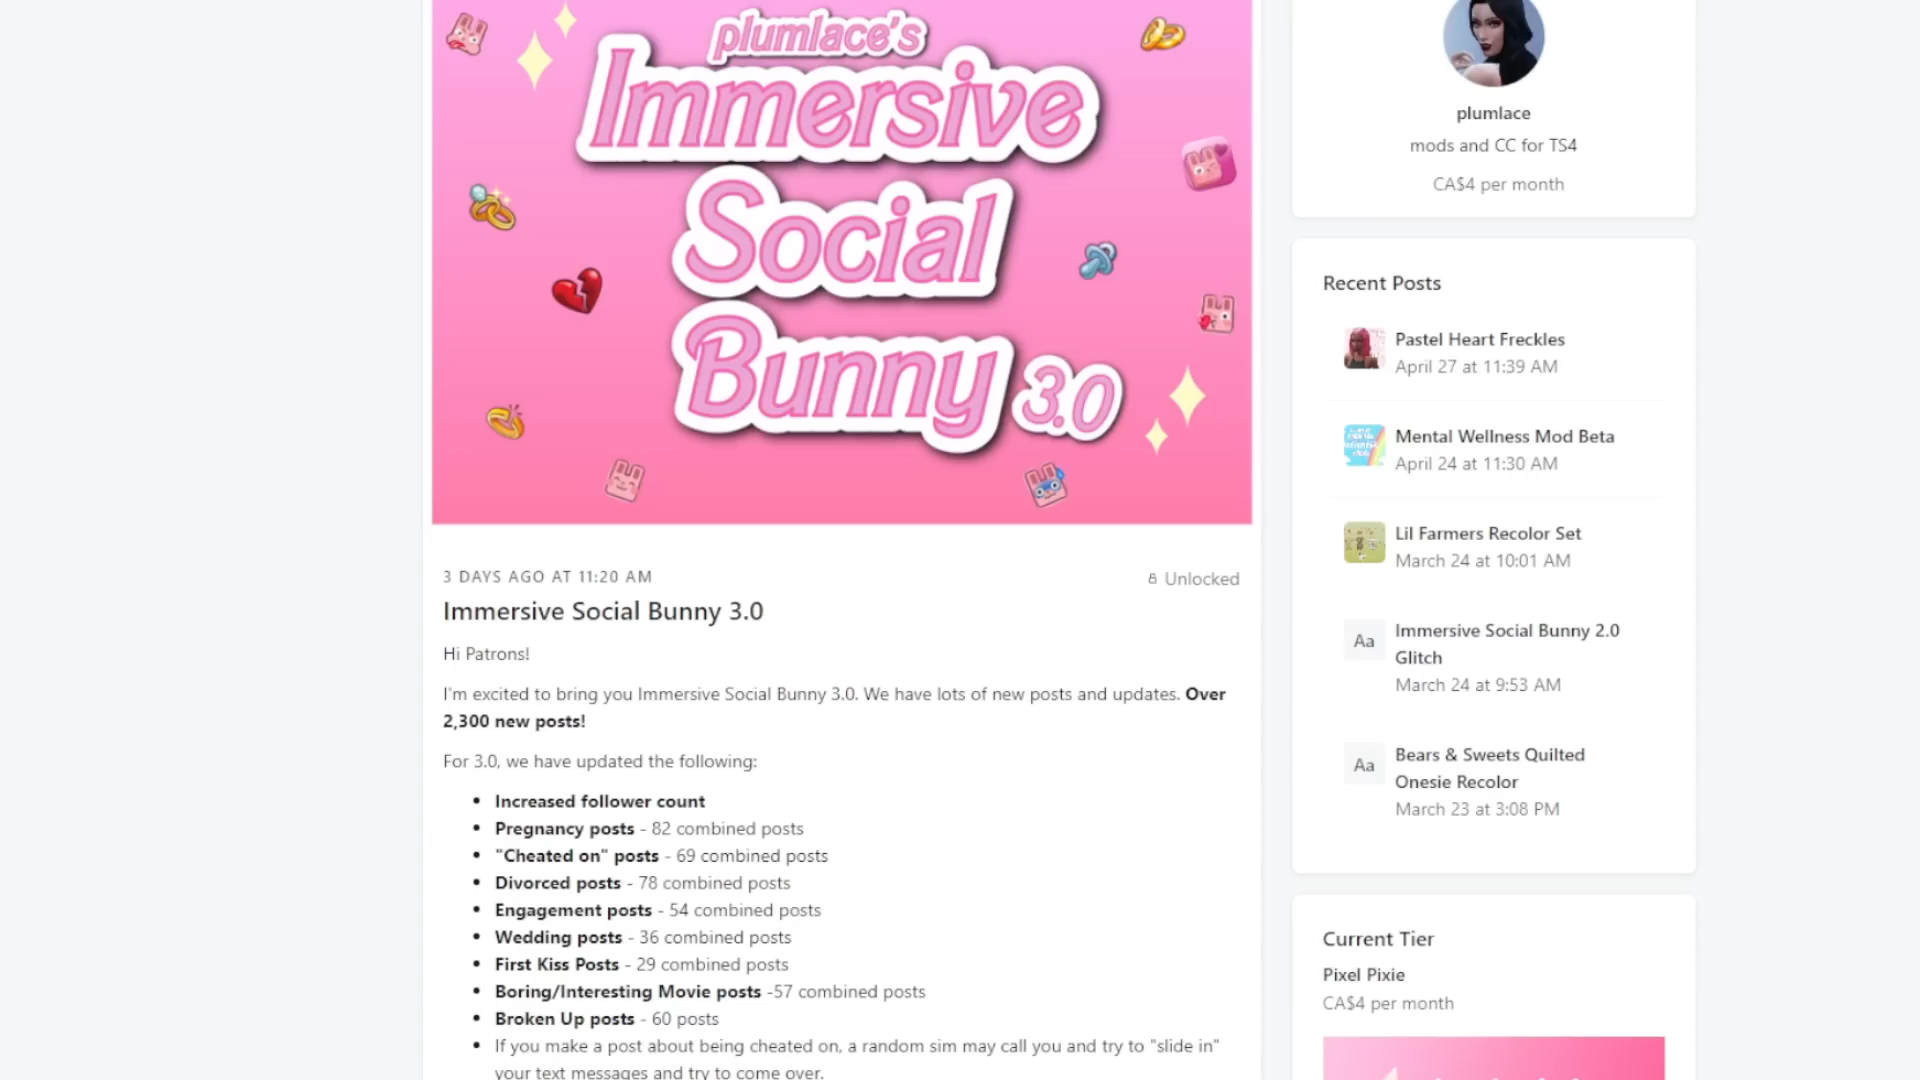 plumlace's
Immersive
Social
Bunny 3.0
3 DAYS AGO AT 11:20 AM
Unlocked
Immersive Social Bunny 3.0
Hi Patrons!
I'm excited to bring you Immersive Social Bunny 3.0. We have lots of new posts and updates. Over
2,300 new posts!
For 3.0, we have updated the following:
• Increased follower count
• Pregnancy posts - 82 combined posts
• "Cheated on" posts - 69 combined posts
• Divorced posts - 78 combined posts
• Engagement posts - 54 combined posts
• Wedding posts - 36 combined posts
• First Kiss Posts - 29 combined posts
• Boring/Interesting Movie posts -57 combined posts
• Broken Up posts - 60 posts
• If you make a post about being cheated on, a random sim may call you and try to "slide in"
your text messages and try to come over.
plumlace
mods and CC for TS4
CA$4 per month
Recent Posts
Pastel Heart Freckles
April 27 at 11:39 AM
Mental Wellness Mod Beta
April 24 at 11:30 AM
Lil Farmers Recolor Set
March 24 at 10:01 AM
Aa
Immersive Social Bunny 2.0
Glitch
March 24 at 9:53 AM
Aa
Bears & Sweets Quilted
Onesie Recolor
March 23 at 3:08 PM
Current Tier
Pixel Pixie
CA$4 per month